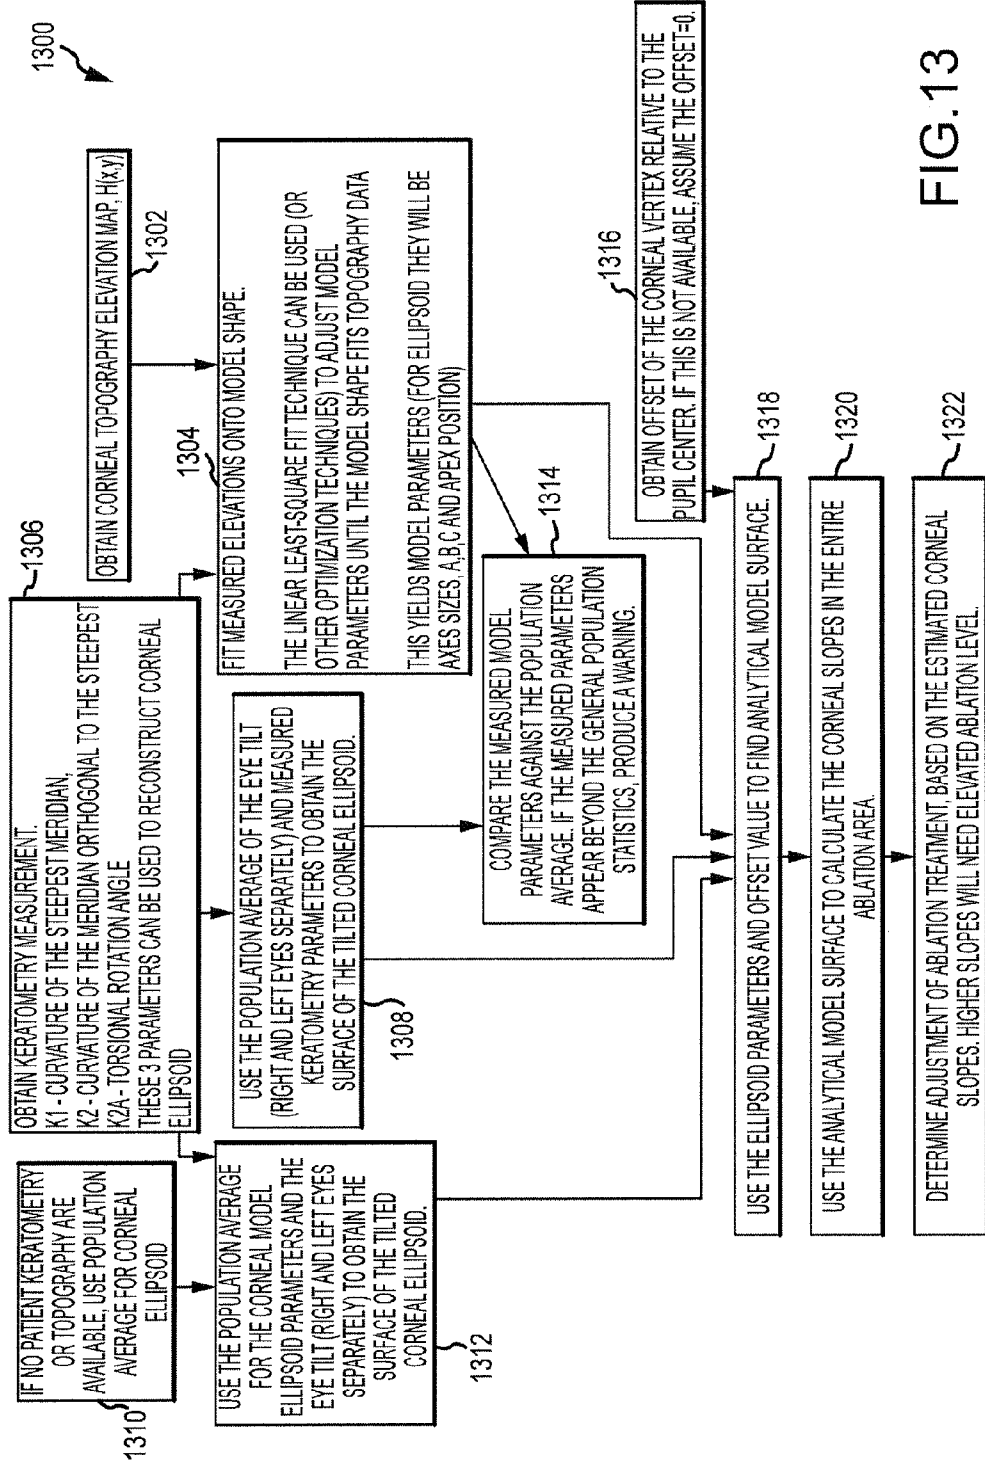 1300
OBTAIN CORNEAL TOPOGRAPHY ELEVATION MAP, H(x,y)
1302
1306
OBTAIN KERATOMETRY MEASUREMENT.
K1 - CURVATURE OF THE STEEPEST MERIDIAN,
K2 - CURVATURE OF THE MERIDIAN ORTHOGONAL TO THE STEEPEST
K2A - TORSIONAL ROTATION ANGLE
THESE 3 PARAMETERS CAN BE USED TO RECONSTRUCT CORNEAL
ELLIPSOID
IF NO PATIENT KERATOMETRY
OR TOPOGRAPHY ARE
AVAILABLE, USE POPULATION
AVERAGE FOR CORNEAL
ELLIPSOID
1310
1304
FIT MEASURED ELEVATIONS ONTO MODEL SHAPE.
THE LINEAR LEAST-SQUARE FIT TECHNIQUE CAN BE USED (OR
OTHER OPTIMIZATION TECHNIQUES) TO ADJUST MODEL
PARAMETERS UNTIL THE MODEL SHAPE FITS TOPOGRAPHY DATA
THIS YIELDS MODEL PARAMETERS (FOR ELLIPSOID THEY WILL BE
AXES SIZES, A,B,C AND APEX POSITION)
USE THE POPULATION AVERAGE OF THE EYE TILT
(RIGHT AND LEFT EYES SEPARATELY) AND MEASURED
KERATOMETRY PARAMETERS TO OBTAIN THE
SURFACE OF THE TILTED CORNEAL ELLIPSOID.
1308
USE THE POPULATION AVERAGE
FOR THE CORNEAL MODEL
ELLIPSOID PARAMETERS AND THE
EYE TILT (RIGHT AND LEFT EYES
SEPARATELY) TO OBTAIN THE
SURFACE OF THE TILTED
CORNEAL ELLIPSOID.
1312
1314
COMPARE THE MEASURED MODEL
PARAMETERS AGAINST THE POPULATION
AVERAGE. IF THE MEASURED PARAMETERS
APPEAR BEYOND THE GENERAL POPULATION
STATISTICS, PRODUCE A WARNING.
1316
OBTAIN OFFSET OF THE CORNEAL VERTEX RELATIVE TO THE
PUPIL CENTER. IF THIS IS NOT AVAILABLE, ASSUME THE OFFSET=0.
1318
USE THE ELLIPSOID PARAMETERS AND OFFSET VALUE TO FIND ANALYTICAL MODEL SURFACE.
1320
USE THE ANALYTICAL MODEL SURFACE TO CALCULATE THE CORNEAL SLOPES IN THE ENTIRE
ABLATION AREA.
1322
DETERMINE ADJUSTMENT OF ABLATION TREATMENT, BASED ON THE ESTIMATED CORNEAL
SLOPES. HIGHER SLOPES WILL NEED ELEVATED ABLATION LEVEL.
FIG.13